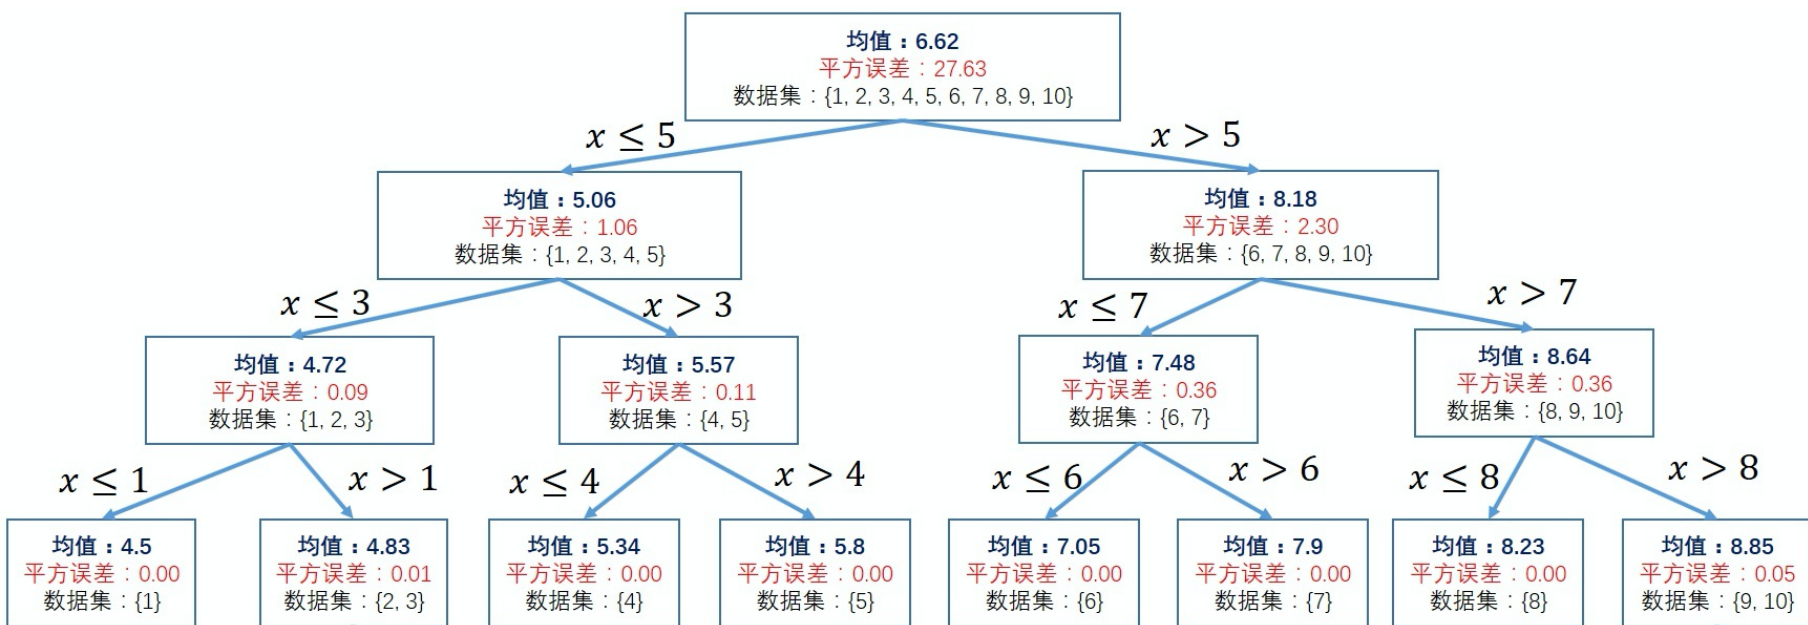 均值：6.62
平方误差：27.63
数据集：{1, 2, 3, 4, 5, 6, 7, 8, 9, 10}
x ≤ 5
x > 5
均值：5.06
平方误差：1.06
数据集：{1, 2, 3, 4, 5}
均值：8.18
平方误差：2.30
数据集：{6, 7, 8, 9, 10}
x ≤ 3
x > 3
x ≤ 7
x > 7
均值：4.72
平方误差：0.09
数据集：{1, 2, 3}
均值：5.57
平方误差：0.11
数据集：{4, 5}
均值：7.48
平方误差：0.36
数据集：{6, 7}
均值：8.64
平方误差：0.36
数据集：{8, 9, 10}
x ≤ 1
x > 1
x ≤ 4
x > 4
x ≤ 6
x > 6
x ≤ 8
x > 8
均值：4.5
平方误差：0.00
数据集：{1}
均值：4.83
平方误差：0.01
数据集：{2, 3}
均值：5.34
平方误差：0.00
数据集：{4}
均值：5.8
平方误差：0.00
数据集：{5}
均值：7.05
平方误差：0.00
数据集：{6}
均值：7.9
平方误差：0.00
数据集：{7}
均值：8.23
平方误差：0.00
数据集：{8}
均值：8.85
平方误差：0.05
数据集：{9, 10}